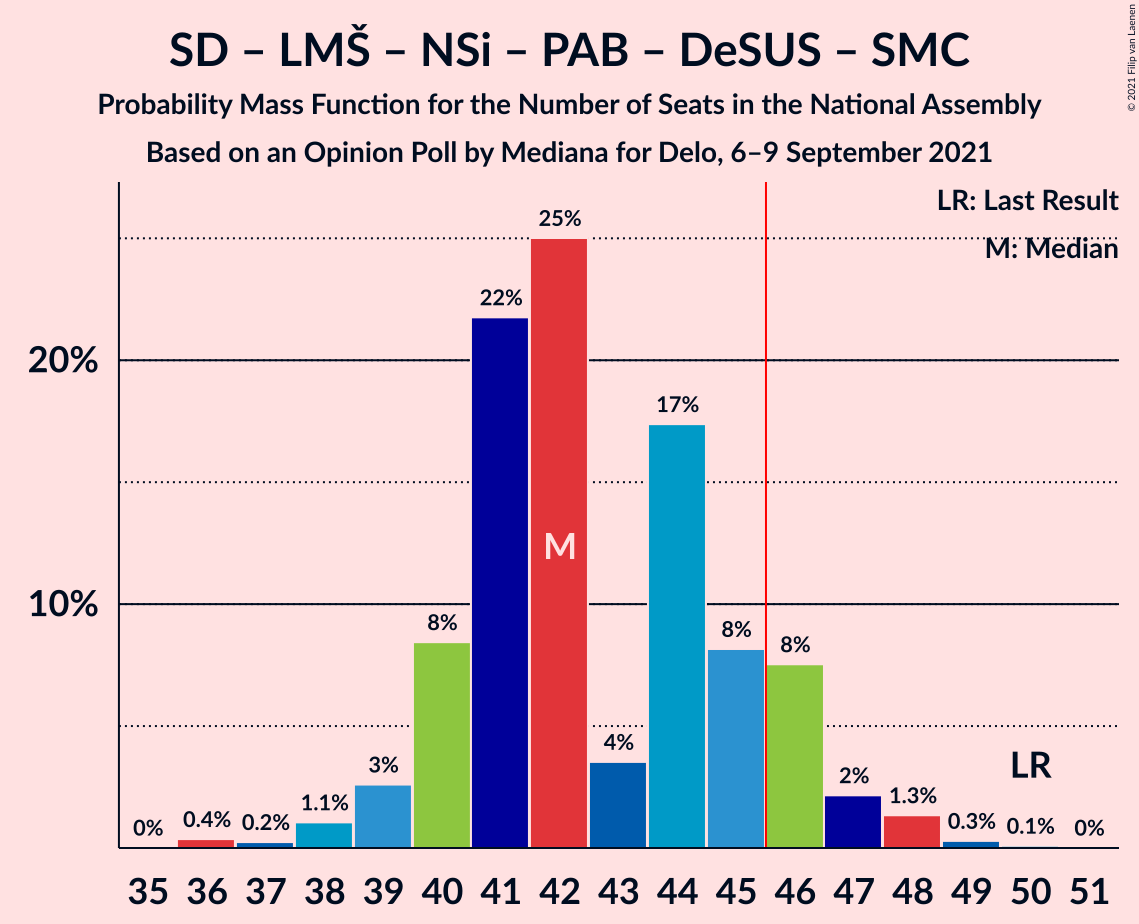 SD – LMŠ – NSi – PAB – DeSUS – SMC
Probability Mass Function for the Number of Seats in the National Assembly
Based on an Opinion Poll by Mediana for Delo, 6–9 September 2021
© 2021 Filip van Laenen
LR: Last Result
M: Median
20%
10%
0%
0.4%
0.2%
1.1%
3%
8%
22%
25%
4%
17%
8%
8%
2%
1.3%
0.3%
0.1%
0%
M
LR
35 36 37 38 39 40 41 42 43 44 45 46 47 48 49 50 51